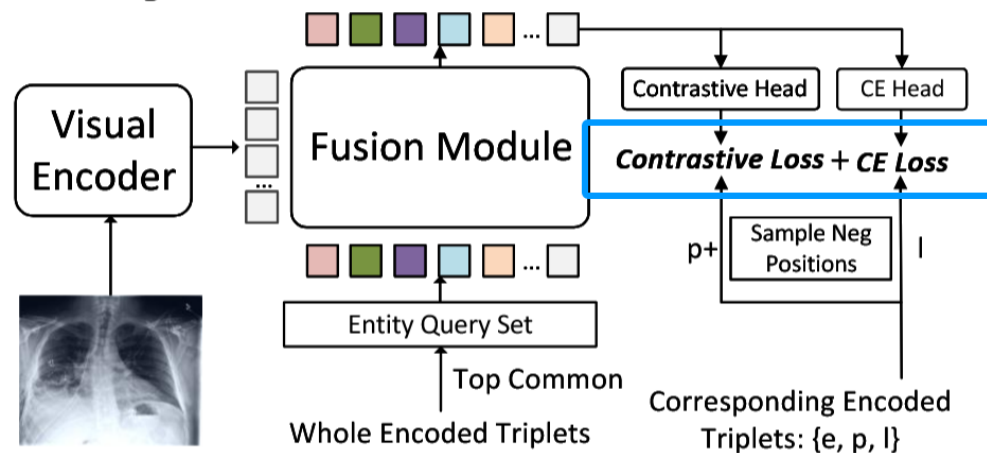 ...
Contrastive Head
CE Head
Visual
Encoder
...
Fusion Module
Contrastive Loss + CE Loss
...
p+
Sample Neg
Positions
l
Entity Query Set
Top Common
Whole Encoded Triplets
Corresponding Encoded
Triplets: {e, p, l}